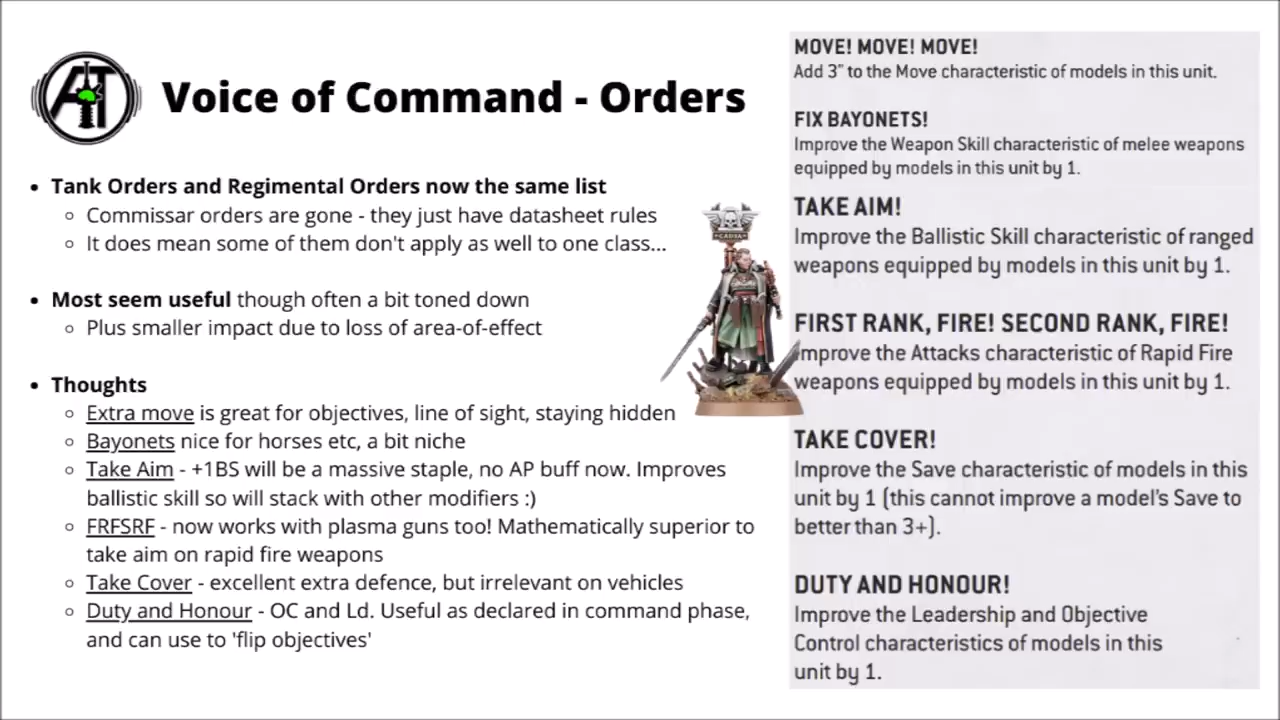 AT
Voice of Command - Orders
• Tank Orders and Regimental Orders now the same list
◦ Commissar orders are gone - they just have datasheet rules
◦ It does mean some of them don't apply as well to one class...
• Most seem useful though often a bit toned down
◦ Plus smaller impact due to loss of area-of-effect
• Thoughts
◦ Extra move is great for objectives, line of sight, staying hidden
◦ Bayonets nice for horses etc, a bit niche
◦ Take Aim - +1BS will be a massive staple, no AP buff now. Improves
ballistic skill so will stack with other modifiers :)
◦ FRFSRF - now works with plasma guns too! Mathematically superior to
take aim on rapid fire weapons
◦ Take Cover - excellent extra defence, but irrelevant on vehicles
◦ Duty and Honour - OC and Ld. Useful as declared in command phase,
and can use to 'flip objectives'
CADIA
MOVE! MOVE! MOVE!
Add 3" to the Move characteristic of models in this unit.
FIX BAYONETS!
Improve the Weapon Skill characteristic of melee weapons
equipped by models in this unit by 1.
TAKE AIM!
Improve the Ballistic Skill characteristic of ranged
weapons equipped by models in this unit by 1.
FIRST RANK, FIRE! SECOND RANK, FIRE!
Improve the Attacks characteristic of Rapid Fire
weapons equipped by models in this unit by 1.
TAKE COVER!
Improve the Save characteristic of models in this
unit by 1 (this cannot improve a model's Save to
better than 3+).
DUTY AND HONOUR!
Improve the Leadership and Objective
Control characteristics of models in this
unit by 1.